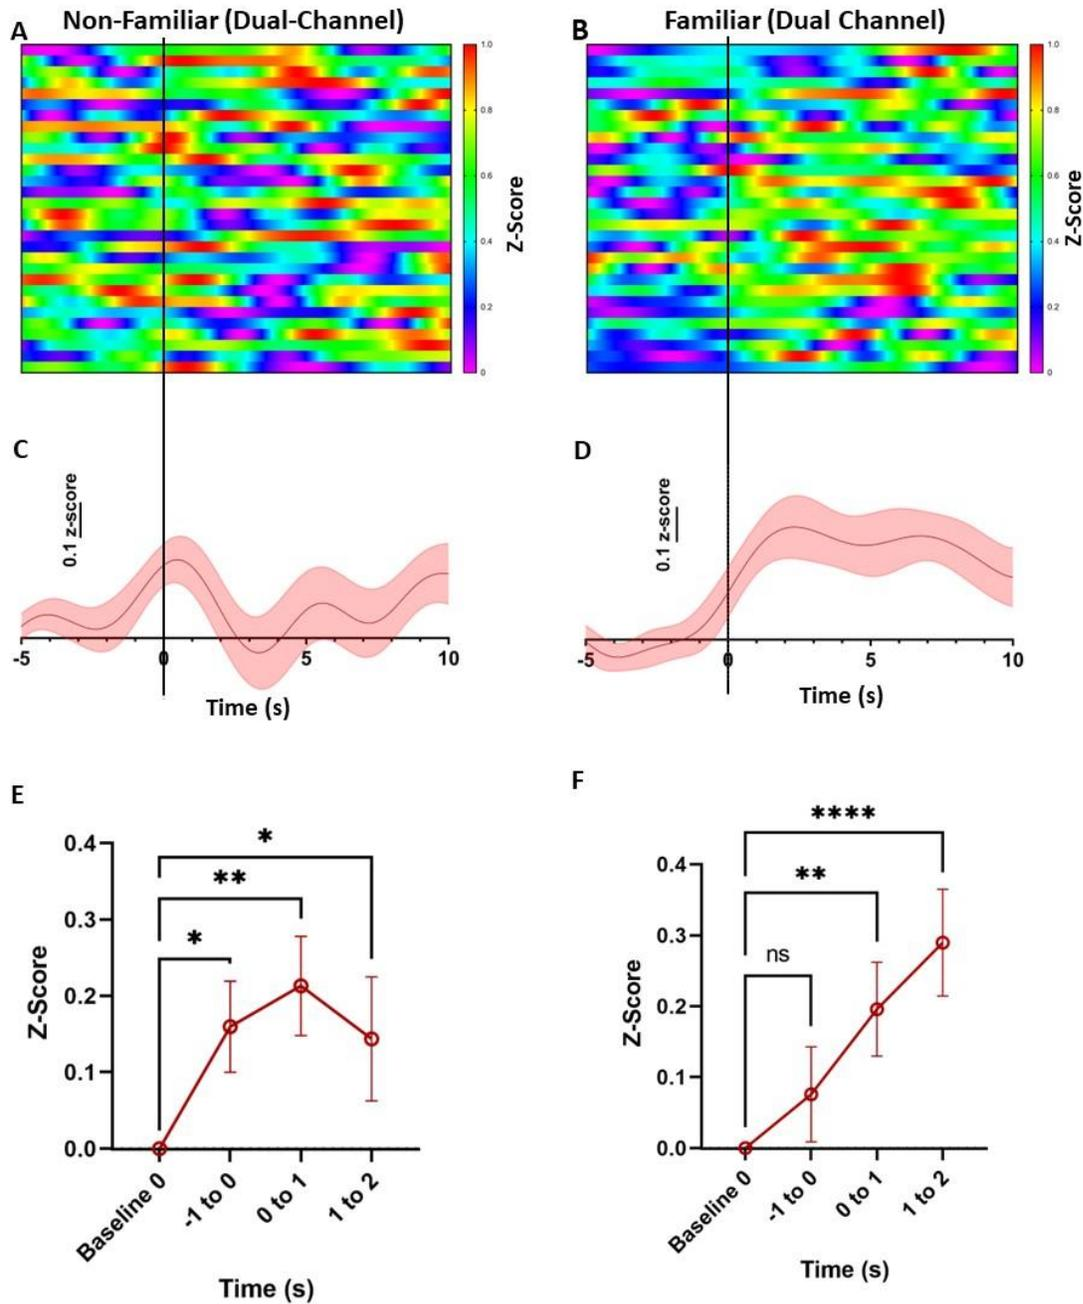 A Non-Familiar (Dual-Channel)
1.0
0.8
0.6
0.4
0.2
0
Z-Score
B Familiar (Dual Channel)
1.0
0.8
0.6
0.4
0.2
0
Z-Score
C
0.1 z-score
-5 0 5 10
Time (s)
D
0.1 z-score
-5 0 5 10
Time (s)
E
*
**
*
0.4
0.3
0.2
0.1
0.0
Z-Score
Baseline 0
-1 to 0
0 to 1
1 to 2
Time (s)
F
****
**
ns
0.4
0.3
0.2
0.1
0.0
Z-Score
Baseline 0
-1 to 0
0 to 1
1 to 2
Time (s)